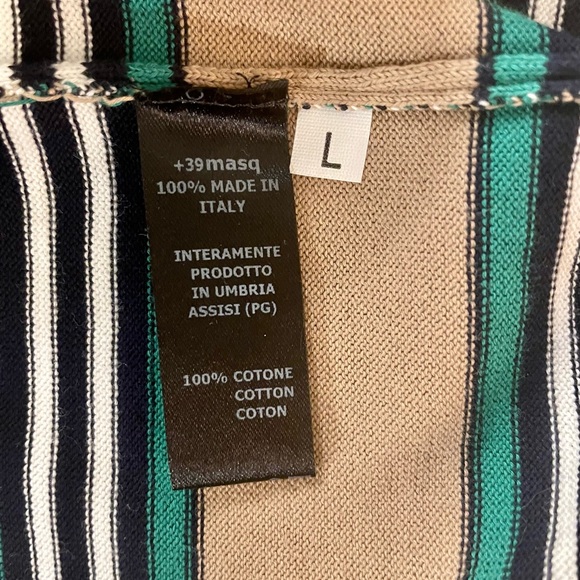 +39masq
100% MADE IN
ITALY
INTERAMENTE
PRODOTTO
IN UMBRIA
ASSISI (PG)
100% COTONE
COTTON
COTON
L